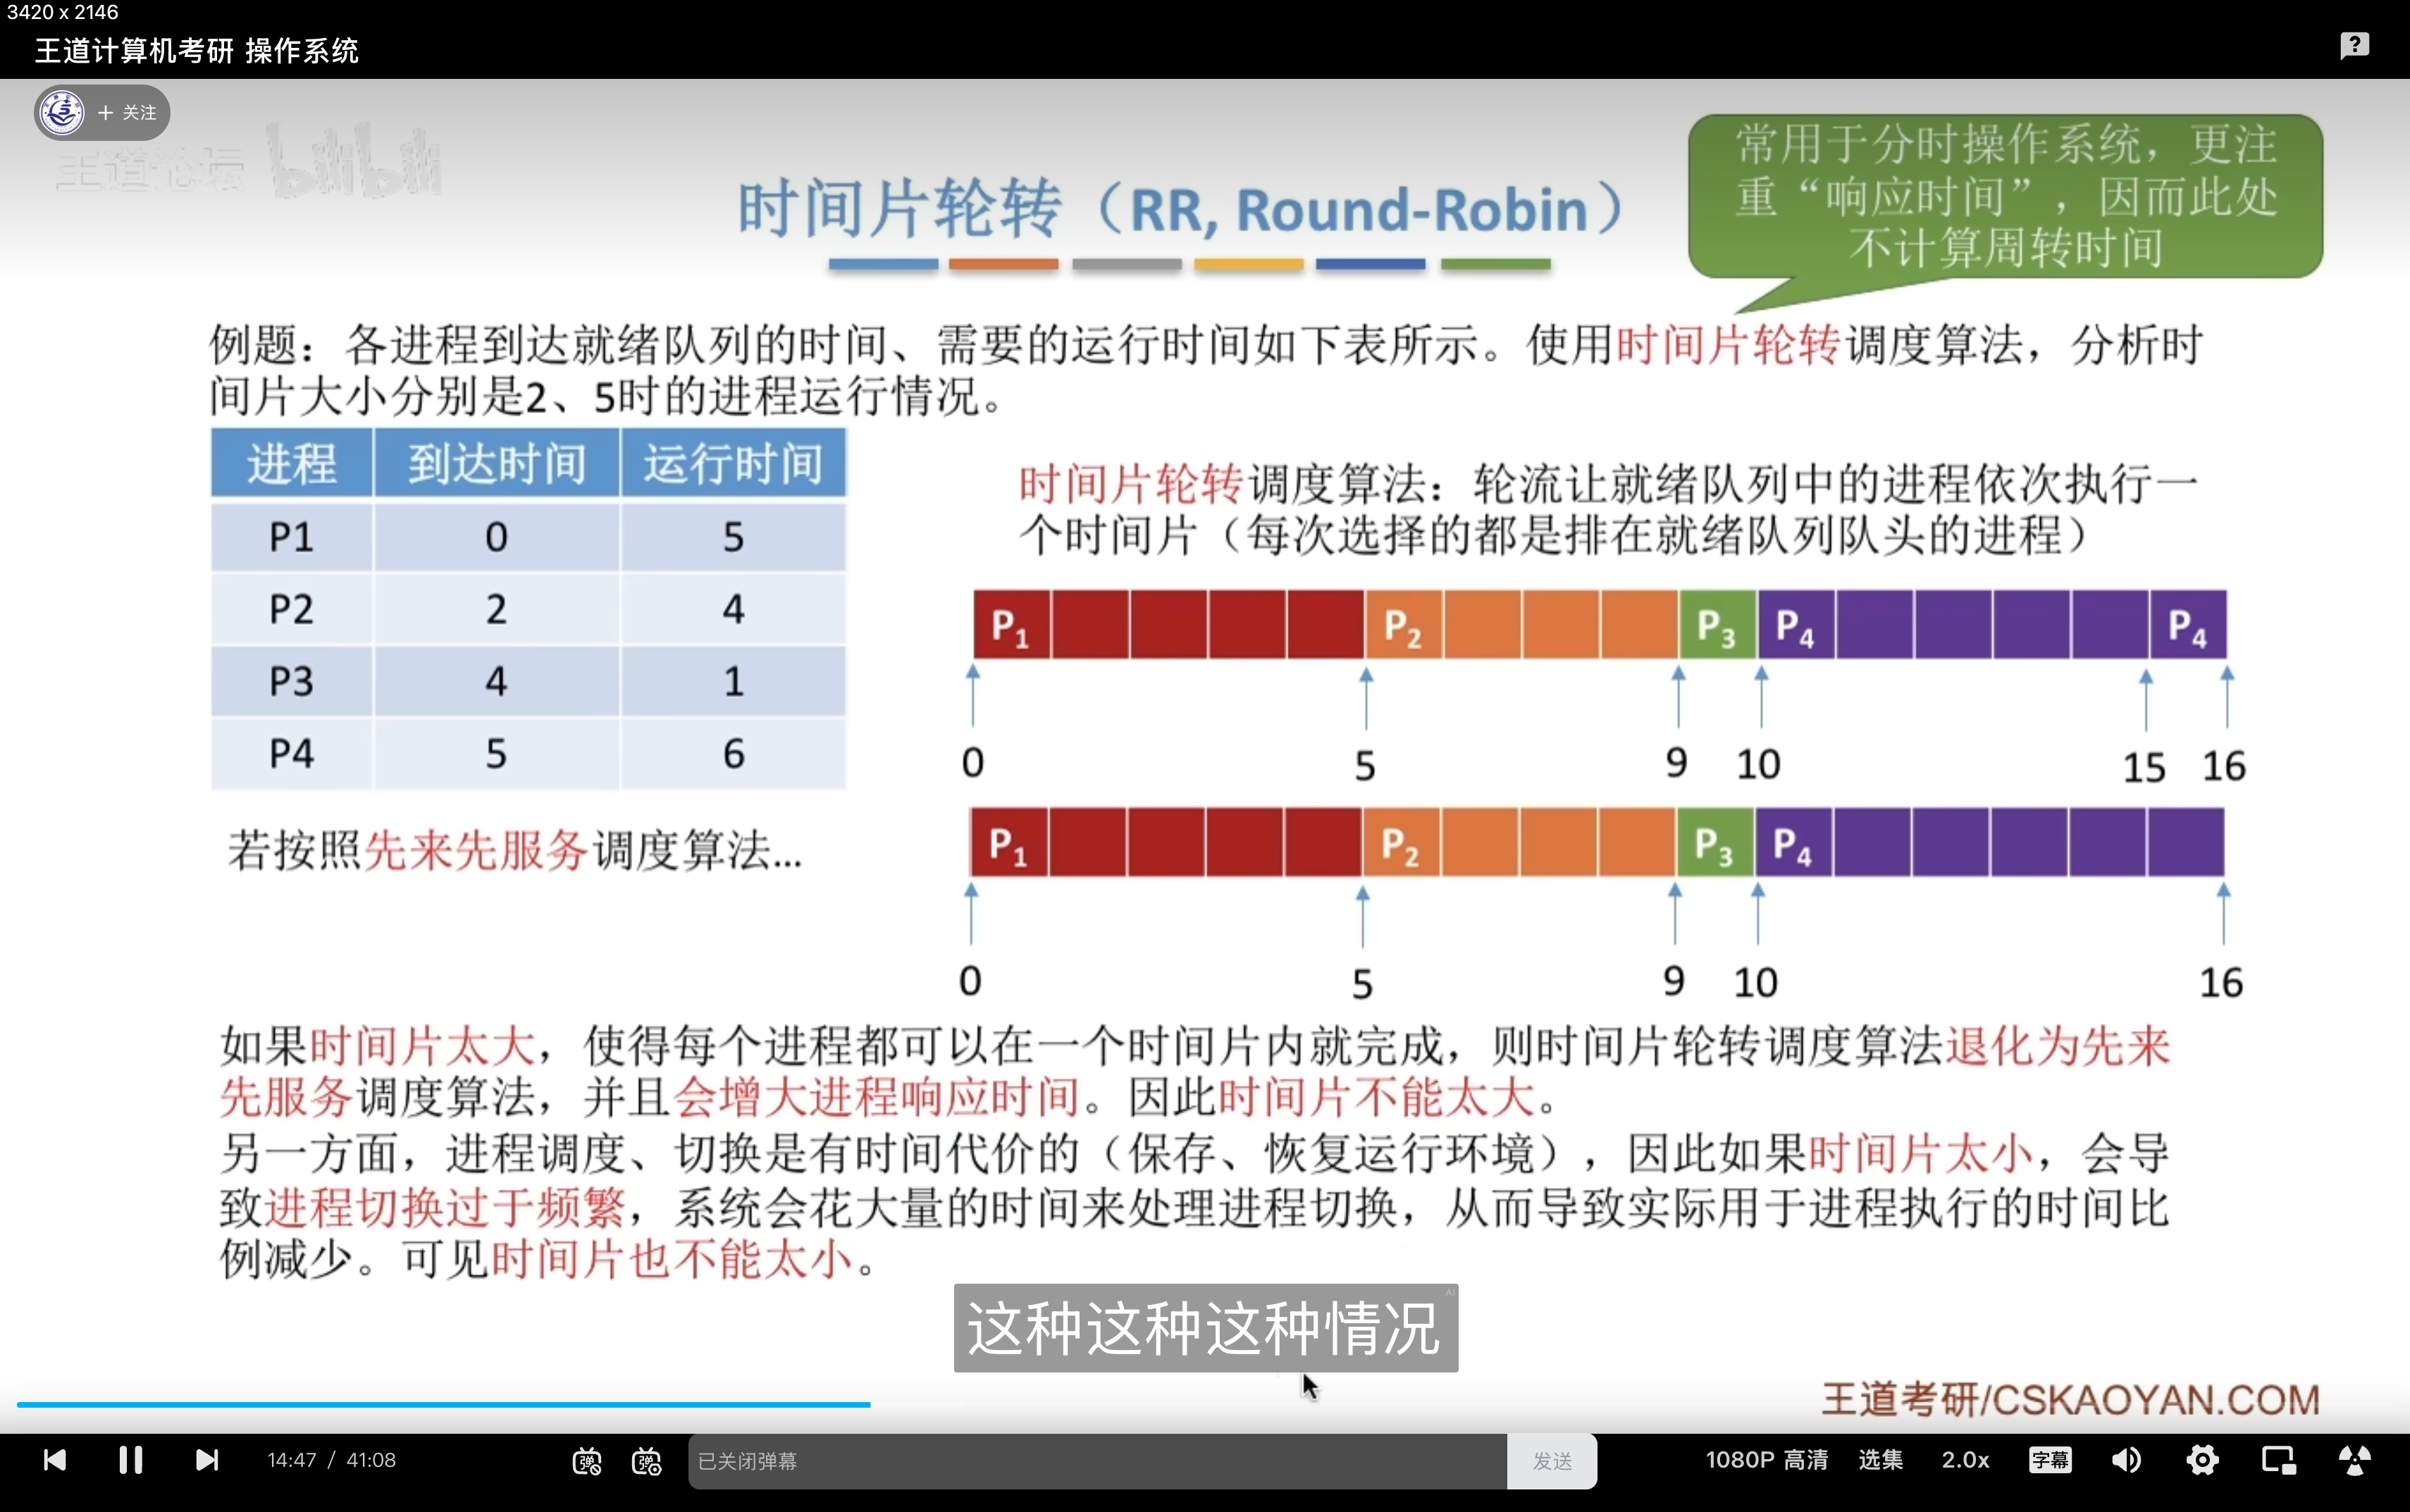 3420 x 2146
王道计算机考研 操作系统
?
+ 关注
王道论坛 bilibili
常用于分时操作系统，更注
重“响应时间”，因而此处
不计算周转时间
时间片轮转（RR, Round-Robin）
例题：各进程到达就绪队列的时间、需要的运行时间如下表所示。使用时间片轮转调度算法，分析时
间片大小分别是2、5时的进程运行情况。
进程 到达时间 运行时间
P1 0 5
P2 2 4
P3 4 1
P4 5 6
时间片轮转调度算法：轮流让就绪队列中的进程依次执行一
个时间片（每次选择的都是排在就绪队列队头的进程）
P1 P2 P3 P4 P4
0 5 9 10 15 16
若按照先来先服务调度算法...
P1 P2 P3 P4
0 5 9 10 16
如果时间片太大，使得每个进程都可以在一个时间片内就完成，则时间片轮转调度算法退化为先来
先服务调度算法，并且会增大进程响应时间。因此时间片不能太大。
另一方面，进程调度、切换是有时间代价的（保存、恢复运行环境），因此如果时间片太小，会导
致进程切换过于频繁，系统会花大量的时间来处理进程切换，从而导致实际用于进程执行的时间比
例减少。可见时间片也不能太小。
AI
这种这种这种情况
王道考研/CSKAOYAN.COM
14:47 / 41:08 弹 弹 已关闭弹幕 发送 1080P 高清 选集 2.0x 字幕